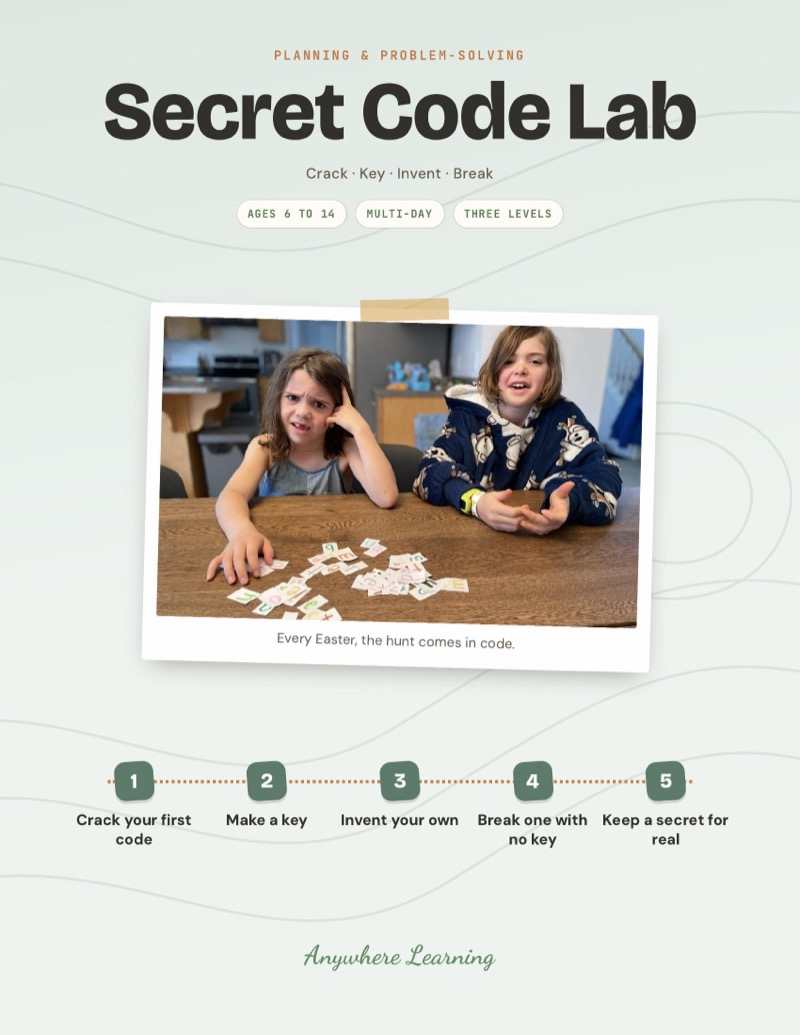 PLANNING & PROBLEM-SOLVING
Secret Code Lab
Crack · Key · Invent · Break
AGES 6 TO 14
MULTI-DAY
THREE LEVELS
Every Easter, the hunt comes in code.
1
2
3
4
5
Crack your first
code
Make a key
Invent your own
Break one with
no key
Keep a secret for
real
Anywhere Learning